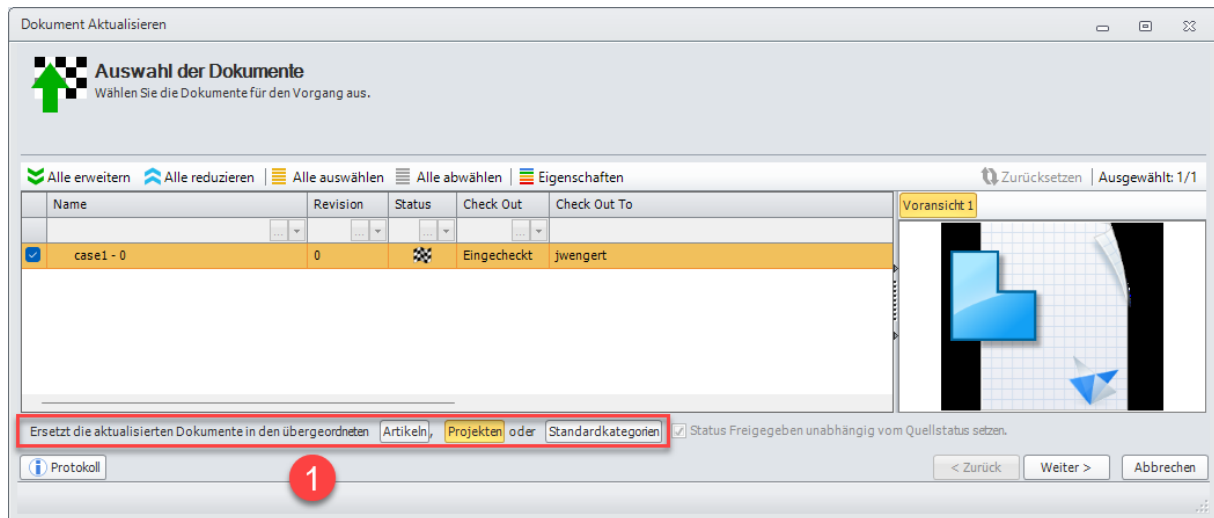 Dokument Aktualisieren
Auswahl der Dokumente
Wählen Sie die Dokumente für den Vorgang aus.
Alle erweitern Alle reduzieren Alle auswählen Alle abwählen Eigenschaften Zurücksetzen Ausgewählt: 1/1
Name Revision Status Check Out Check Out To Voransicht 1
case1 - 0 0 Eingecheckt jwengert
Ersetzt die aktualisierten Dokumente in den übergeordneten Artikeln, Projekten oder Standardkategorien Status Freigegeben unabhängig vom Quellstatus setzen.
Protokoll 1 < Zurück Weiter > Abbrechen